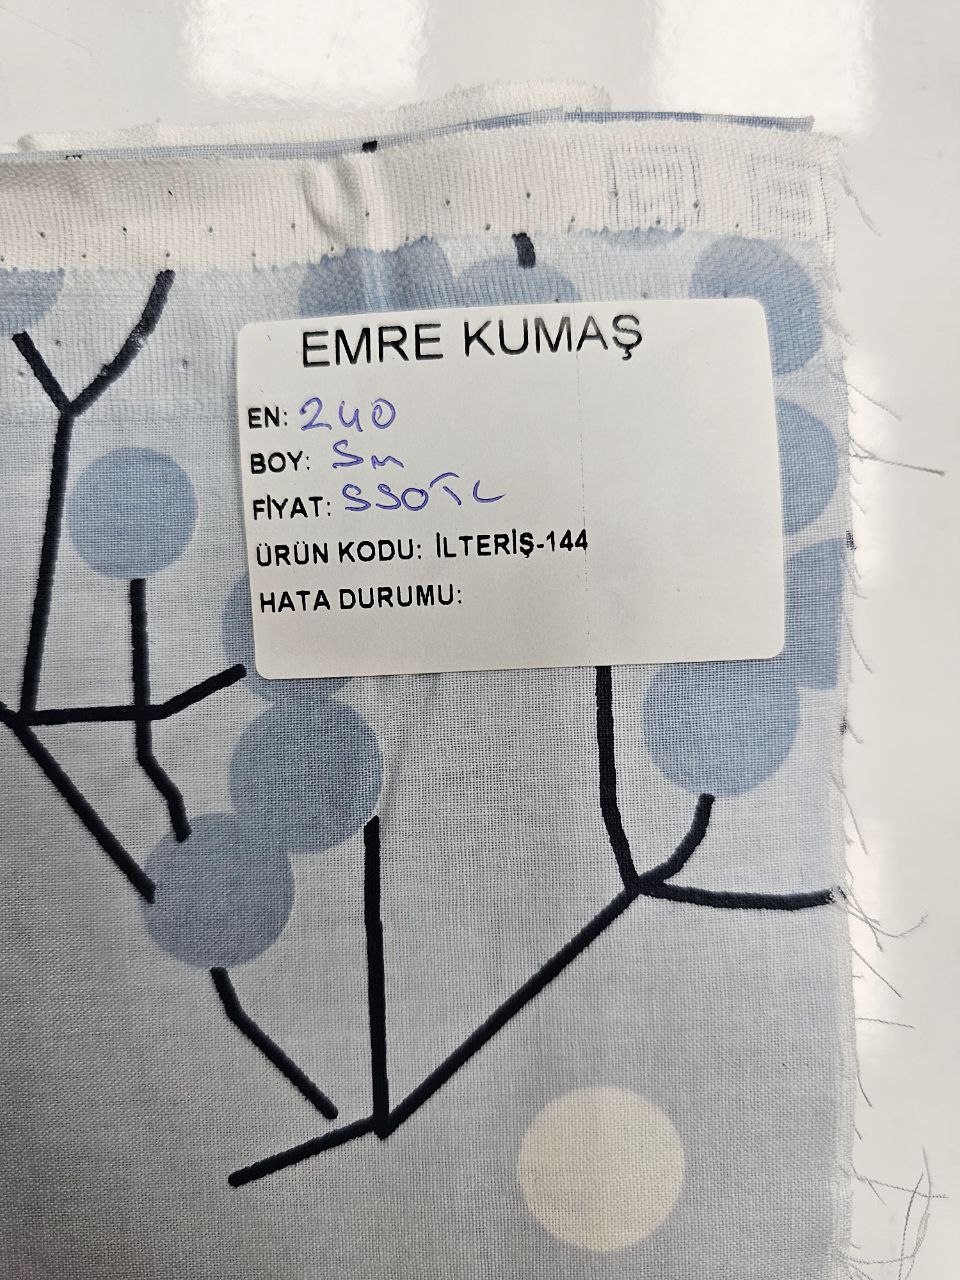 EMRE KUMAŞ
EN: 240
BOY: 5m
FİYAT: 550TL
ÜRÜN KODU: İLTERİŞ-144
HATA DURUMU: